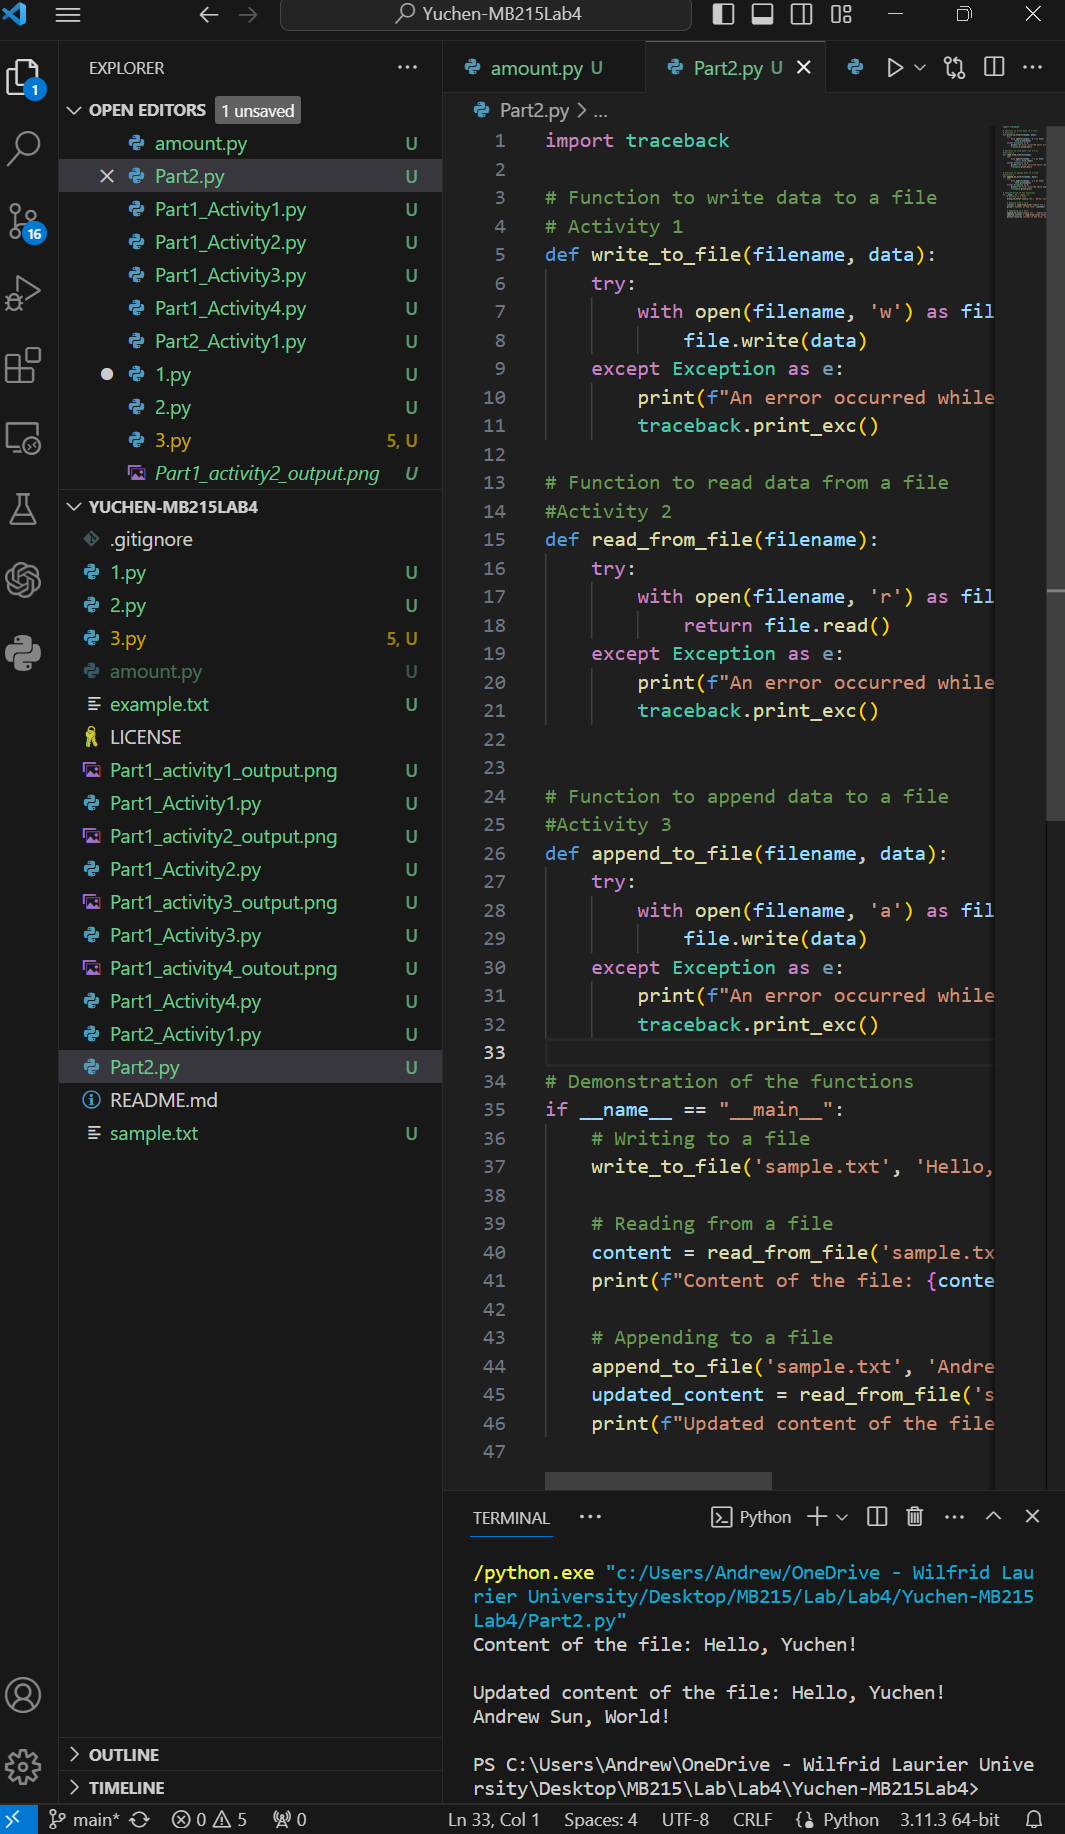 Yuchen-MB215Lab4
EXPLORER
1
OPEN EDITORS 1 unsaved
amount.py U
Part2.py U
Part1_Activity1.py U
Part1_Activity2.py U
16
Part1_Activity3.py U
Part1_Activity4.py U
Part2_Activity1.py U
1.py U
2.py U
3.py 5, U
Part1_activity2_output.png U
YUCHEN-MB215LAB4
.gitignore
1.py U
2.py U
3.py 5, U
amount.py U
example.txt U
LICENSE
Part1_activity1_output.png U
Part1_Activity1.py U
Part1_activity2_output.png U
Part1_Activity2.py U
Part1_activity3_output.png U
Part1_Activity3.py U
Part1_activity4_outout.png U
Part1_Activity4.py U
Part2_Activity1.py U
Part2.py U
README.md
sample.txt U
OUTLINE
TIMELINE
amount.py U Part2.py U
Part2.py > ...
1 import traceback
2
3 # Function to write data to a file
4 # Activity 1
5 def write_to_file(filename, data):
6 try:
7 with open(filename, 'w') as fil
8 file.write(data)
9 except Exception as e:
10 print(f"An error occurred while
11 traceback.print_exc()
12
13 # Function to read data from a file
14 #Activity 2
15 def read_from_file(filename):
16 try:
17 with open(filename, 'r') as fil
18 return file.read()
19 except Exception as e:
20 print(f"An error occurred while
21 traceback.print_exc()
22
23
24 # Function to append data to a file
25 #Activity 3
26 def append_to_file(filename, data):
27 try:
28 with open(filename, 'a') as fil
29 file.write(data)
30 except Exception as e:
31 print(f"An error occurred while
32 traceback.print_exc()
33
34 # Demonstration of the functions
35 if __name__ == "__main__":
36 # Writing to a file
37 write_to_file('sample.txt', 'Hello,
38
39 # Reading from a file
40 content = read_from_file('sample.tx
41 print(f"Content of the file: {conte
42
43 # Appending to a file
44 append_to_file('sample.txt', 'Andre
45 updated_content = read_from_file('s
46 print(f"Updated content of the file
47
TERMINAL Python
/python.exe "c:/Users/Andrew/OneDrive - Wilfrid Lau
rier University/Desktop/MB215/Lab/Lab4/Yuchen-MB215
Lab4/Part2.py"
Content of the file: Hello, Yuchen!
Updated content of the file: Hello, Yuchen!
Andrew Sun, World!
PS C:\Users\Andrew\OneDrive - Wilfrid Laurier Unive
rsity\Desktop\MB215\Lab\Lab4\Yuchen-MB215Lab4>
main* 0 5 0 Ln 33, Col 1 Spaces: 4 UTF-8 CRLF Python 3.11.3 64-bit